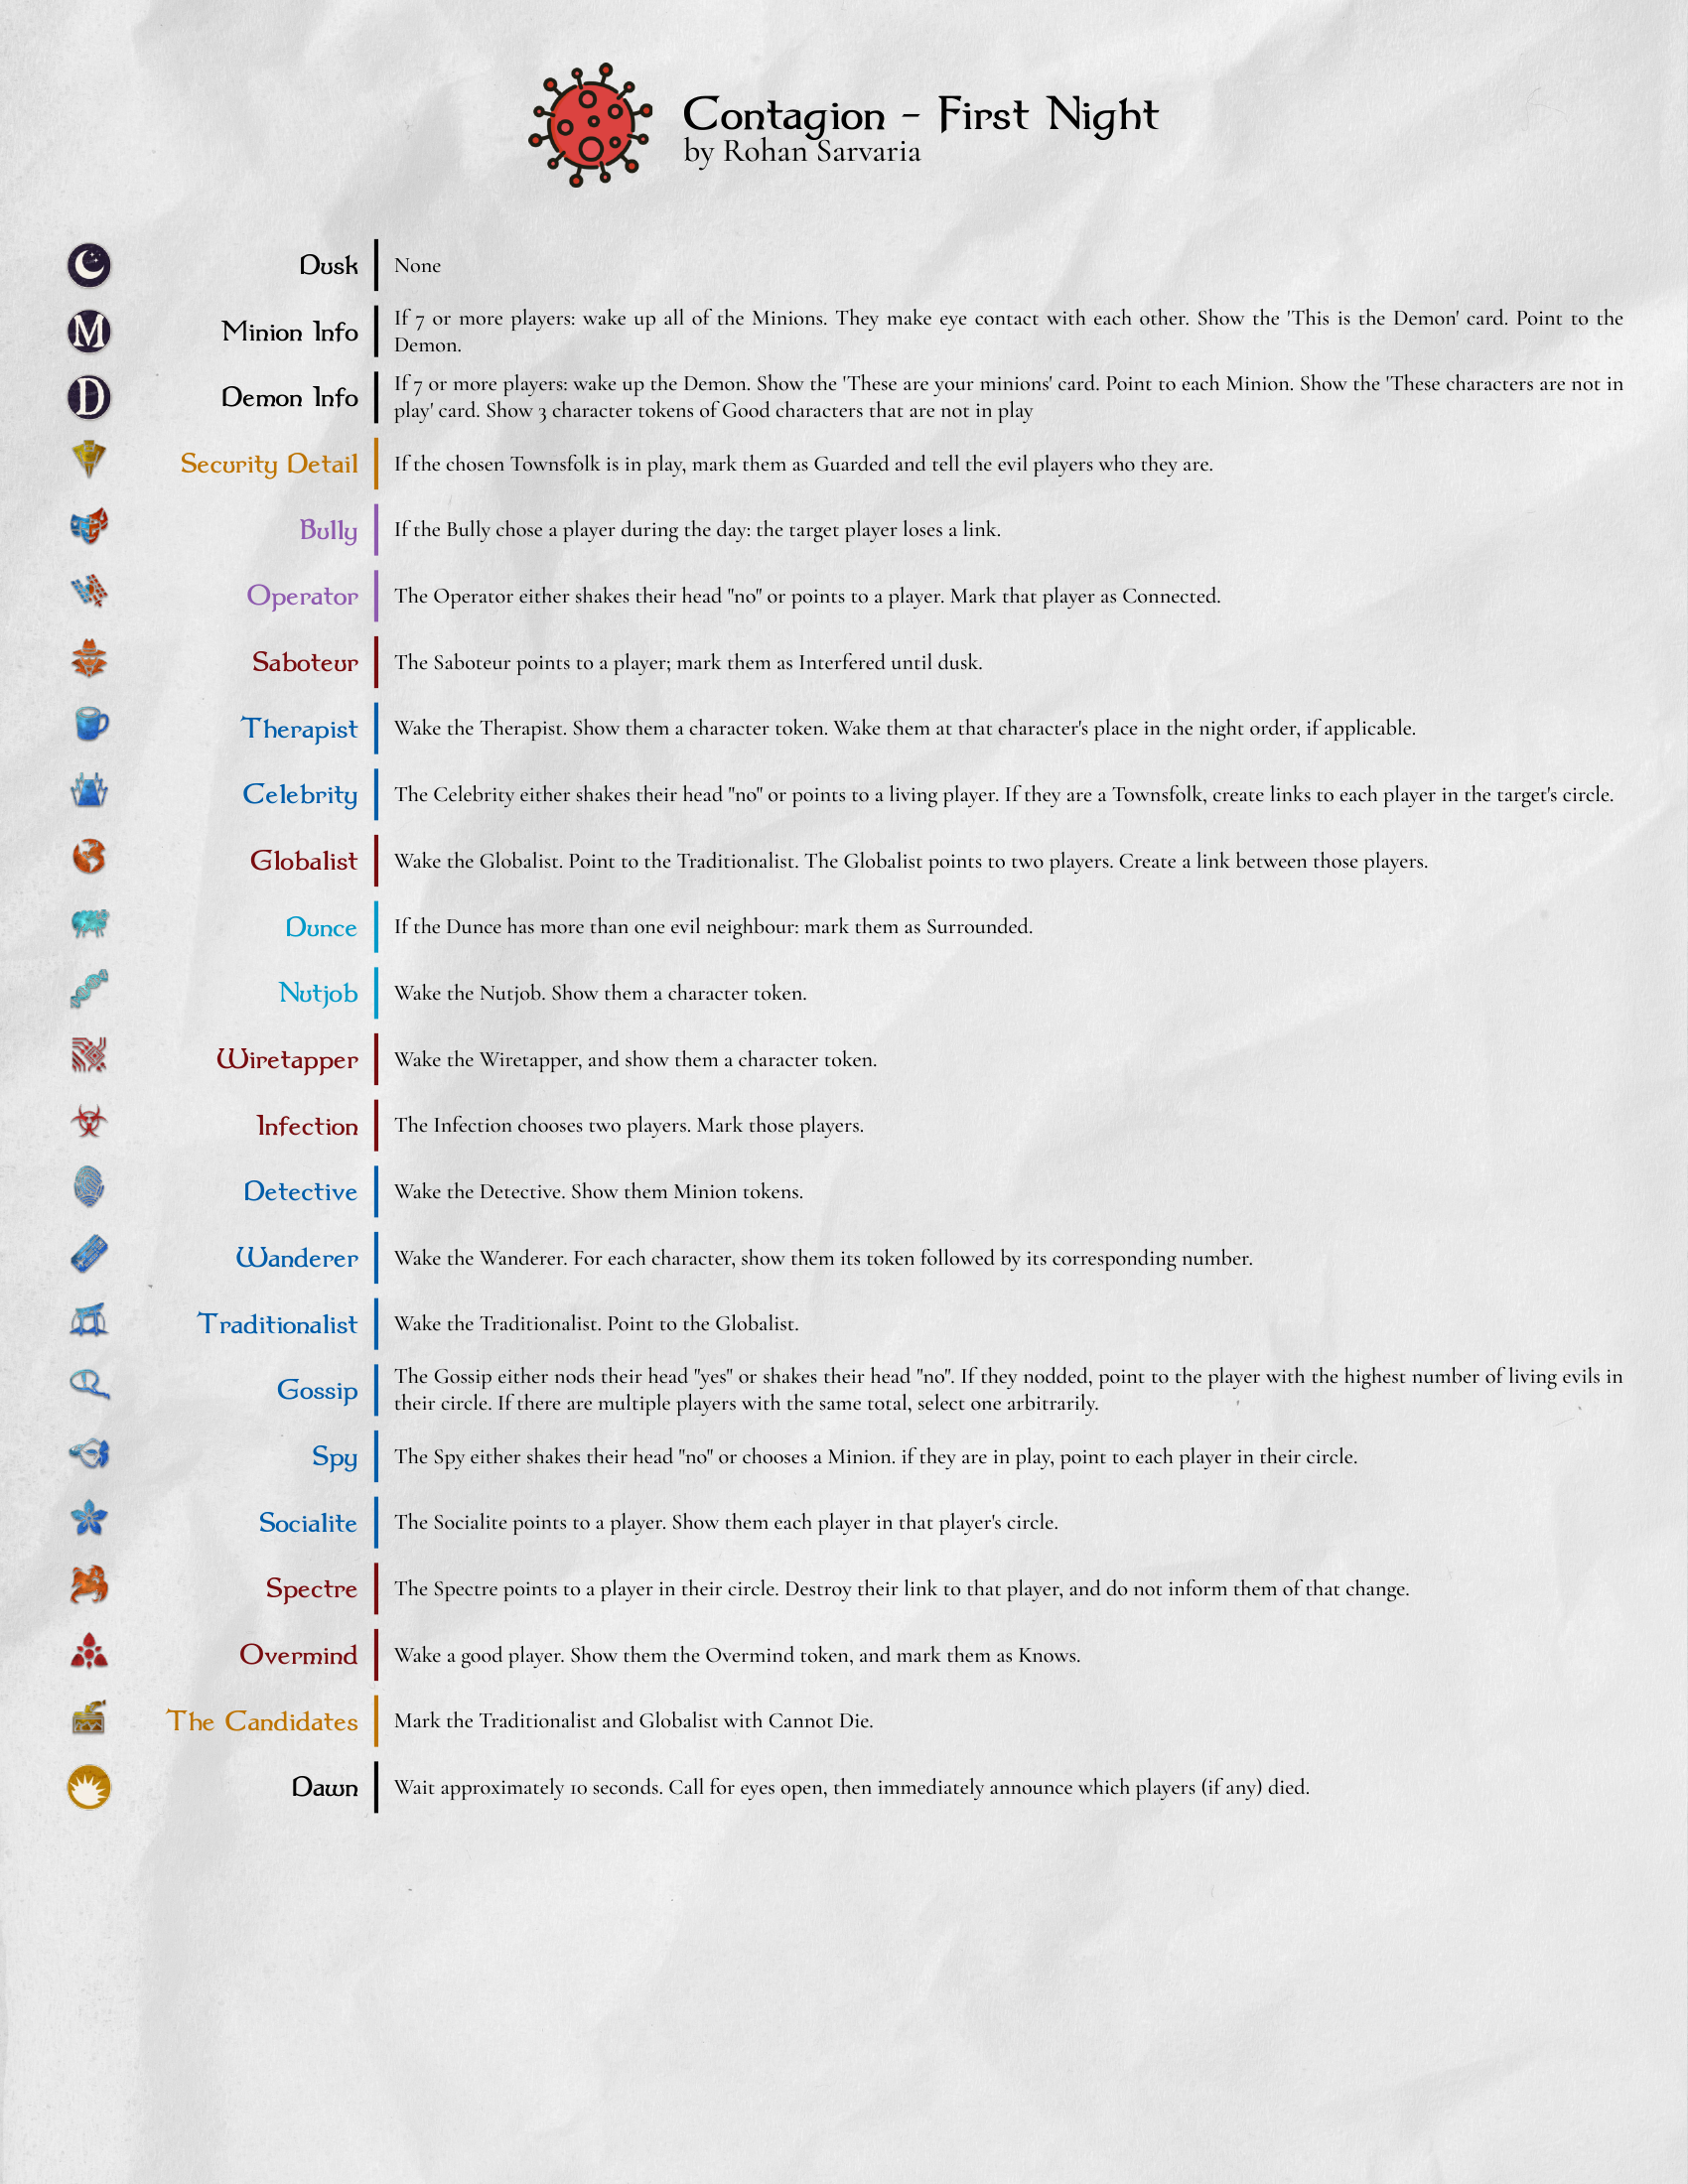 Contagion - First Night
by Rohan Sarvaria
Dusk
None
M
Minion Info
If 7 or more players: wake up all of the Minions. They make eye contact with each other. Show the 'This is the Demon' card. Point to the
Demon.
D
Demon Info
If 7 or more players: wake up the Demon. Show the 'These are your minions' card. Point to each Minion. Show the 'These characters are not in
play' card. Show 3 character tokens of Good characters that are not in play
Security Detail
If the chosen Townsfolk is in play, mark them as Guarded and tell the evil players who they are.
Bully
If the Bully chose a player during the day: the target player loses a link.
Operator
The Operator either shakes their head "no" or points to a player. Mark that player as Connected.
Saboteur
The Saboteur points to a player; mark them as Interfered until dusk.
Therapist
Wake the Therapist. Show them a character token. Wake them at that character's place in the night order, if applicable.
Celebrity
The Celebrity either shakes their head "no" or points to a living player. If they are a Townsfolk, create links to each player in the target's circle.
Globalist
Wake the Globalist. Point to the Traditionalist. The Globalist points to two players. Create a link between those players.
Dunce
If the Dunce has more than one evil neighbour: mark them as Surrounded.
Nutjob
Wake the Nutjob. Show them a character token.
Wiretapper
Wake the Wiretapper, and show them a character token.
Infection
The Infection chooses two players. Mark those players.
Detective
Wake the Detective. Show them Minion tokens.
Wanderer
Wake the Wanderer. For each character, show them its token followed by its corresponding number.
Traditionalist
Wake the Traditionalist. Point to the Globalist.
Gossip
The Gossip either nods their head "yes" or shakes their head "no". If they nodded, point to the player with the highest number of living evils in
their circle. If there are multiple players with the same total, select one arbitrarily.
Spy
The Spy either shakes their head "no" or chooses a Minion. if they are in play, point to each player in their circle.
Socialite
The Socialite points to a player. Show them each player in that player's circle.
Spectre
The Spectre points to a player in their circle. Destroy their link to that player, and do not inform them of that change.
Overmind
Wake a good player. Show them the Overmind token, and mark them as Knows.
The Candidates
Mark the Traditionalist and Globalist with Cannot Die.
Dawn
Wait approximately 10 seconds. Call for eyes open, then immediately announce which players (if any) died.